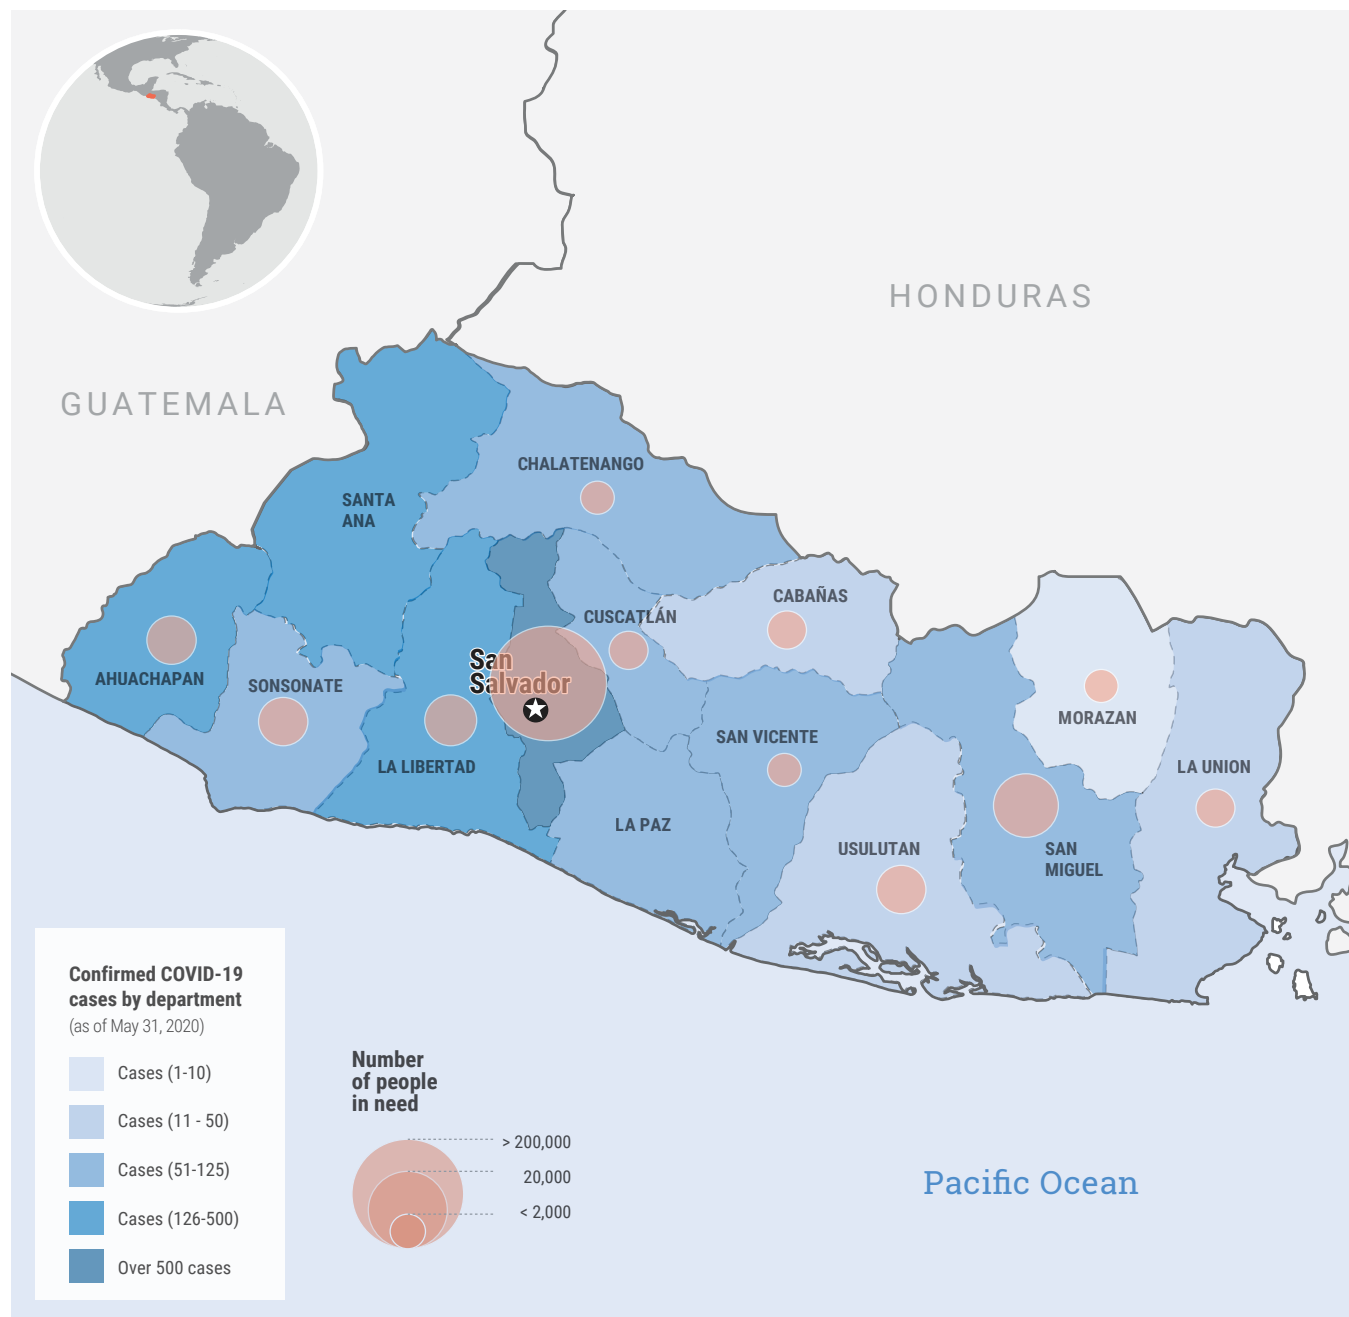 HONDURAS
GUATEMALA
CHALATENANGO
SANTA
ANA
CABAÑAS
CUSCATLÁN
San
Salvador
AHUACHAPAN
SONSONATE
MORAZAN
SAN VICENTE
LA LIBERTAD
LA UNION
LA PAZ
USULUTAN
SAN
MIGUEL
Confirmed COVID-19
cases by department
(as of May 31, 2020)
Cases (1-10)
Cases (11 - 50)
Cases (51-125)
Cases (126-500)
Over 500 cases
Number
of people
in need
> 200,000
20,000
< 2,000
Pacific Ocean